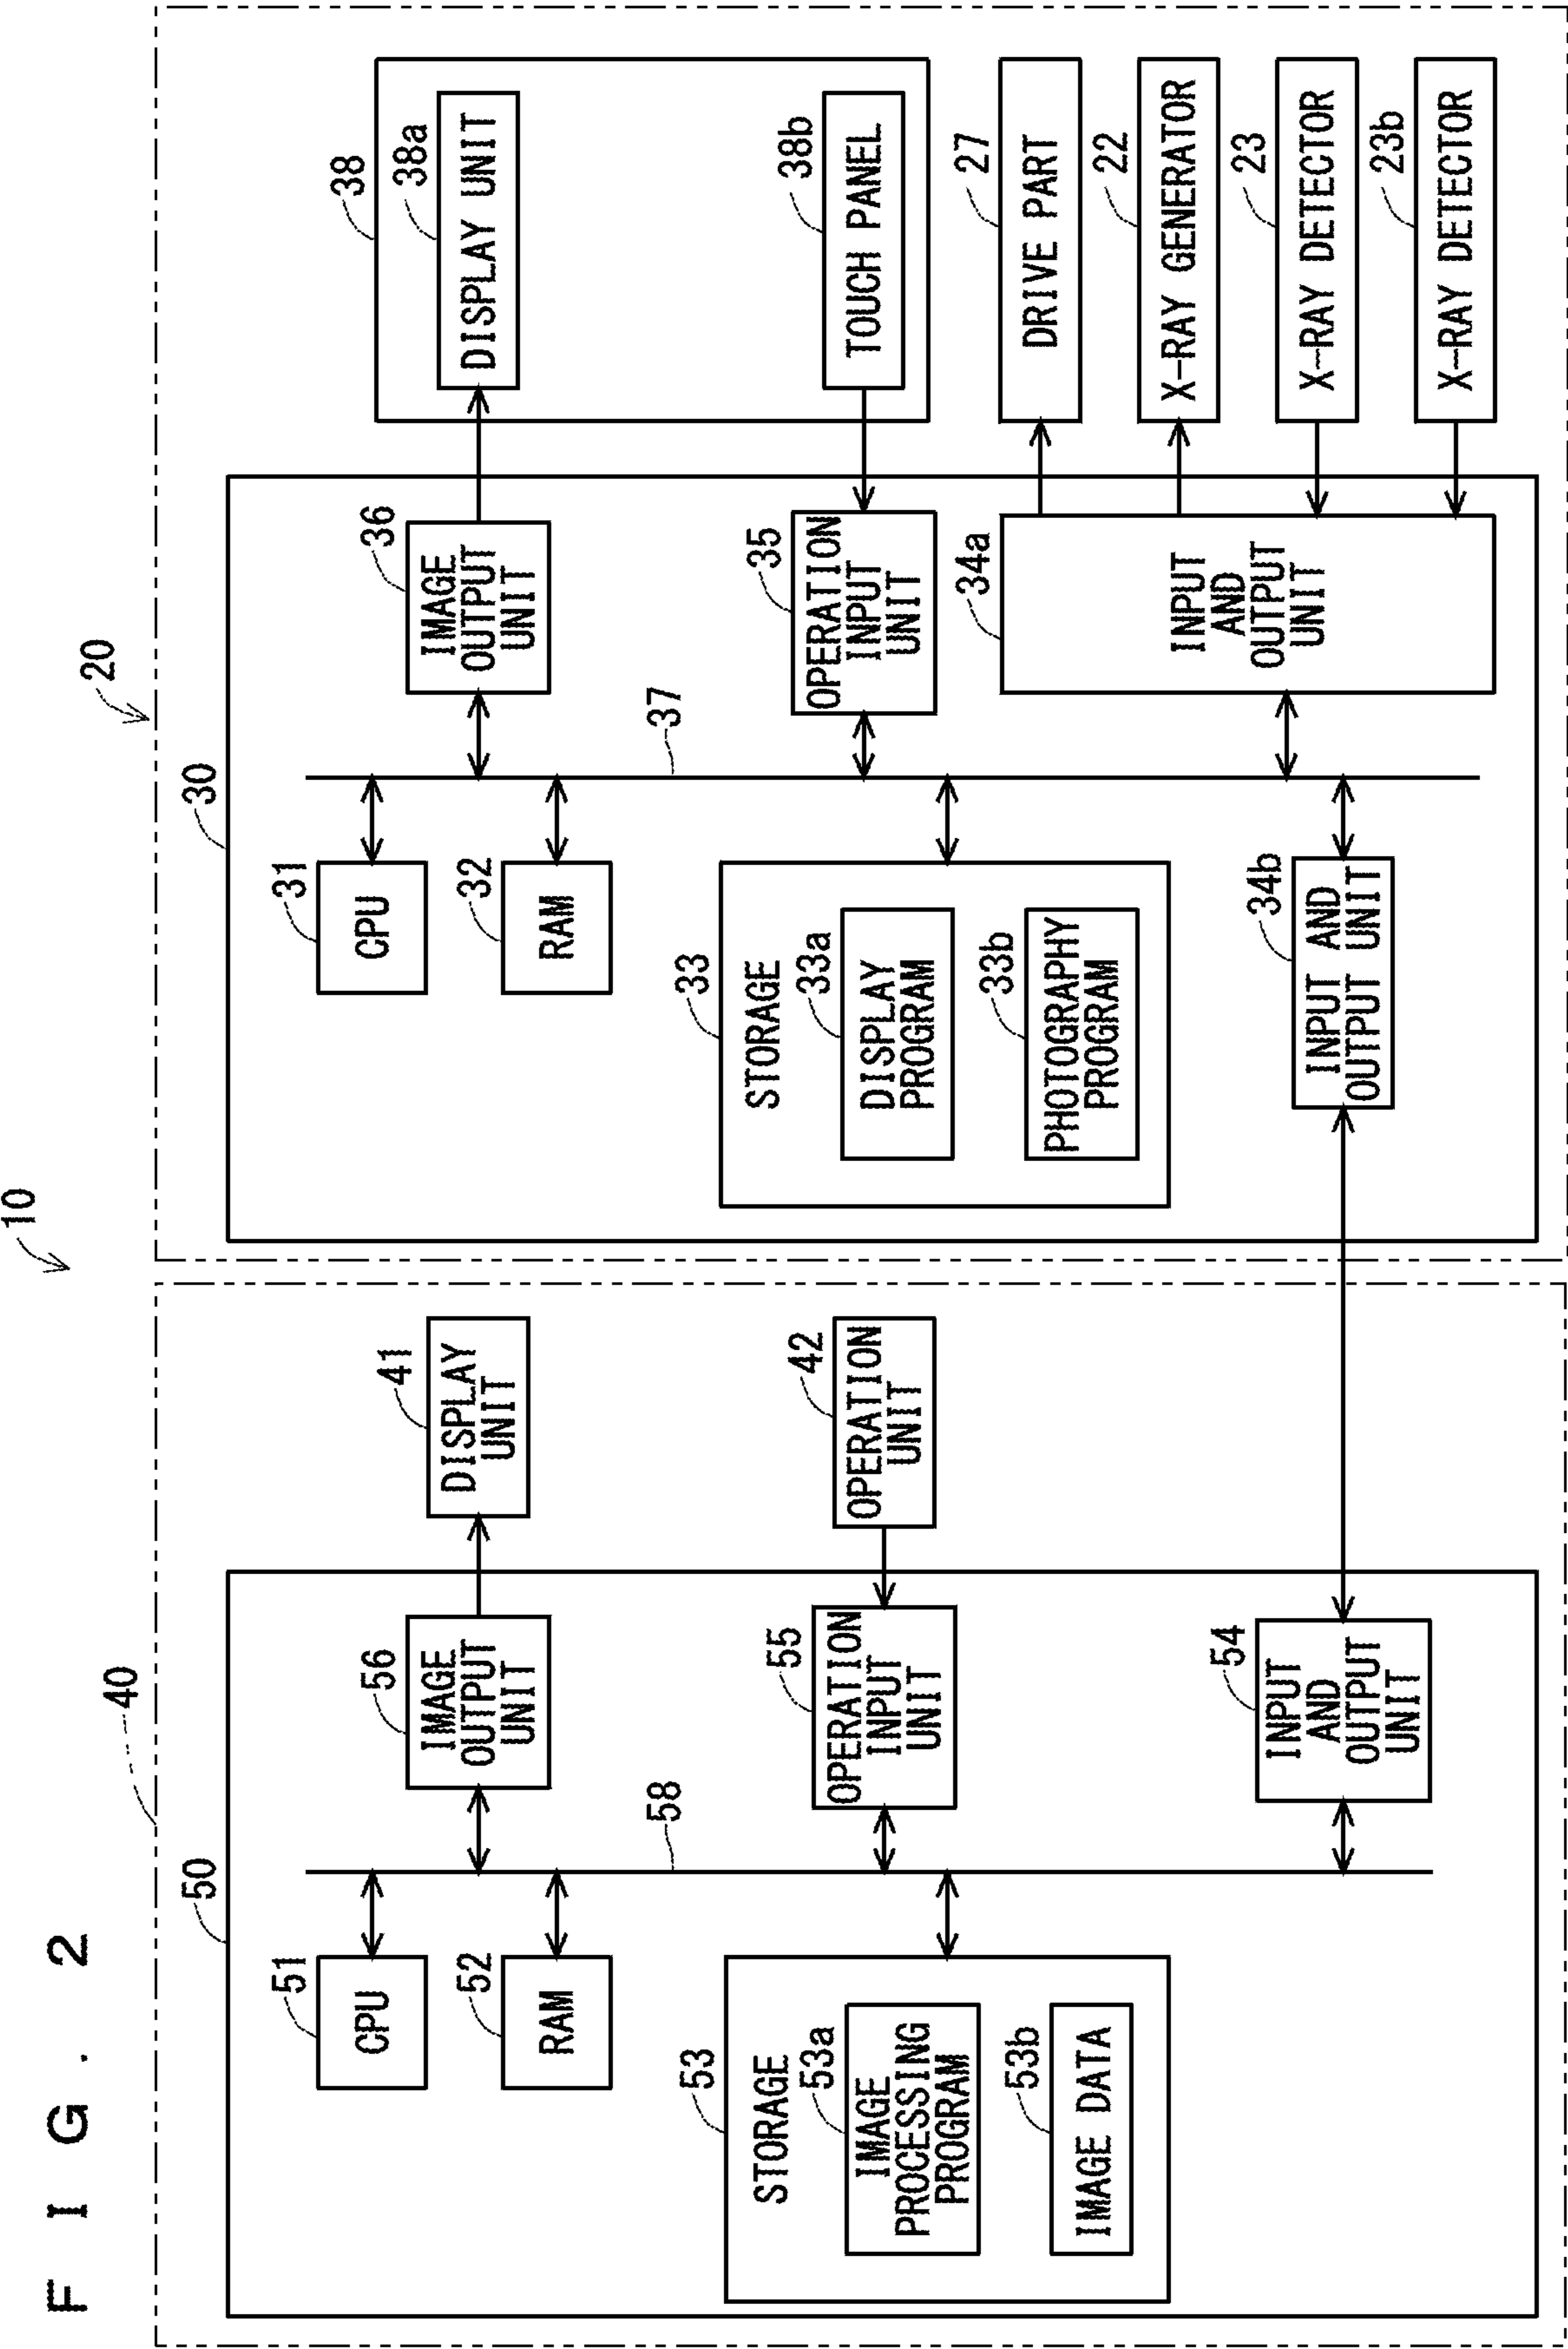 FIG. 2
10
40
20
50
30
51
CPU
56
IMAGE
OUTPUT
UNIT
41
DISPLAY
UNIT
52
RAM
58
53
STORAGE
53a
IMAGE
PROCESSING
PROGRAM
53b
IMAGE DATA
55
OPERATION
INPUT
UNIT
42
OPERATION
UNIT
54
INPUT
AND
OUTPUT
UNIT
31
CPU
36
IMAGE
OUTPUT
UNIT
38
38a
DISPLAY UNIT
32
RAM
37
33
STORAGE
33a
DISPLAY
PROGRAM
33b
PHOTOGRAPHY
PROGRAM
35
OPERATION
INPUT
UNIT
38b
TOUCH PANEL
34b
INPUT AND
OUTPUT UNIT
34a
INPUT
AND
OUTPUT
UNIT
27
DRIVE PART
22
X-RAY GENERATOR
23
X-RAY DETECTOR
23b
X-RAY DETECTOR